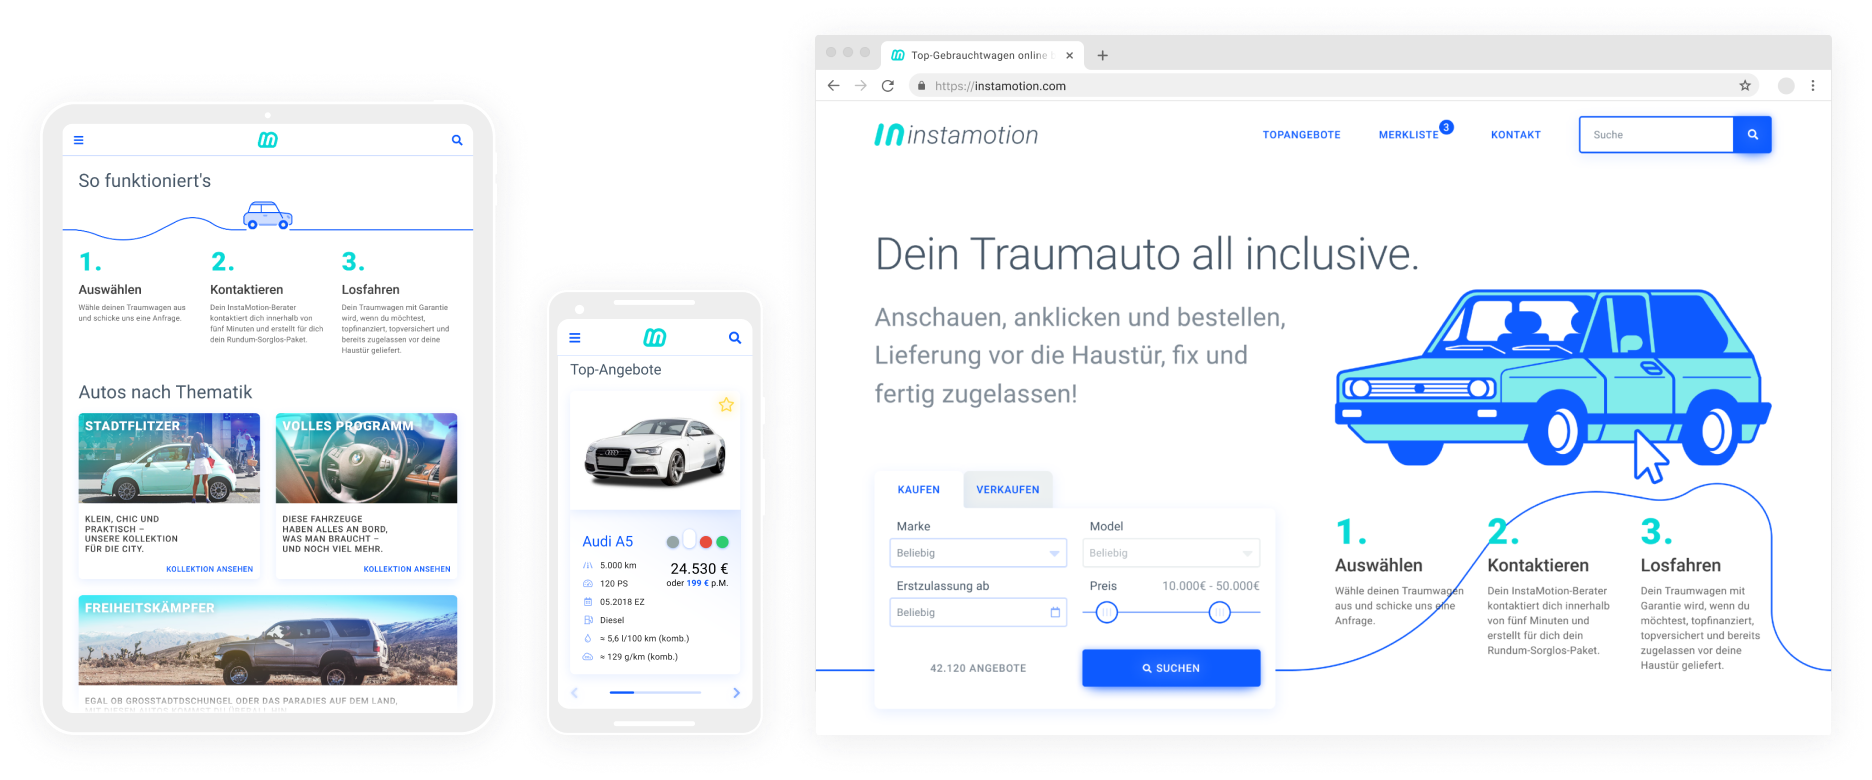 So funktioniert's
1.
Auswählen
Wähle deinen Traumwagen aus
und schicke uns eine Anfrage.
2.
Kontaktieren
Dein InstaMotion-Berater
kontaktiert dich innerhalb von
fünf Minuten und erstellt für dich
dein Rundum-Sorglos-Paket.
3.
Losfahren
Dein Traumwagen mit Garantie
wird, wenn du möchtest,
topfinanziert, topversichert und
bereits zugelassen vor deine
Haustür geliefert.
Autos nach Thematik
STADTFLITZER
KLEIN, CHIC UND
PRAKTISCH –
UNSERE KOLLEKTION
FÜR DIE CITY.
KOLLEKTION ANSEHEN
VOLLES PROGRAMM
DIESE FAHRZEUGE
HABEN ALLES AN BORD,
WAS MAN BRAUCHT –
UND NOCH VIEL MEHR.
KOLLEKTION ANSEHEN
FREIHEITSKÄMPFER
EGAL OB GROSSTADTDSCHUNGEL ODER DAS PARADIES AUF DEM LAND,
MIT DIESEN AUTOS KOMMST DU ÜBERALL HIN
Top-Angebote
Audi A5
24.530 €
oder 199 € p.M.
5.000 km
120 PS
05.2018 EZ
Diesel
≈ 5,6 l/100 km (komb.)
≈ 129 g/km (komb.)
Top-Gebrauchtwagen online
https://instamotion.com
instamotion
TOPANGEBOTE
MERKLISTE 3
KONTAKT
Suche
Dein Traumauto all inclusive.
Anschauen, anklicken und bestellen,
Lieferung vor die Haustür, fix und
fertig zugelassen!
KAUFEN
VERKAUFEN
Marke
Beliebig
Model
Beliebig
Erstzulassung ab
Beliebig
Preis
10.000€ - 50.000€
42.120 ANGEBOTE
SUCHEN
1.
Auswählen
Wähle deinen Traumwagen
aus und schicke uns eine
Anfrage.
2.
Kontaktieren
Dein InstaMotion-Berater
kontaktiert dich innerhalb
von fünf Minuten und
erstellt für dich dein
Rundum-Sorglos-Paket.
3.
Losfahren
Dein Traumwagen mit
Garantie wird, wenn du
möchtest, topfinanziert,
topversichert und bereits
zugelassen vor deine
Haustür geliefert.